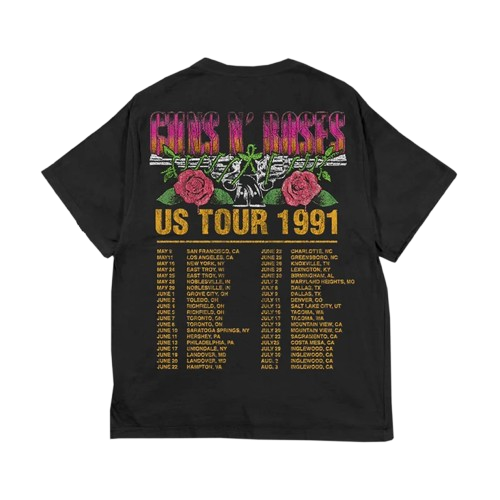 GUNS N' ROSES
US TOUR 1991
MAY 9 SAN FRANCISCO, CA
MAY 11 LOS ANGELES, CA
MAY 16 NEW YORK, NY
MAY 24 EAST TROY, WI
MAY 25 EAST TROY, WI
MAY 28 NOBLESVILLE, IN
MAY 29 NOBLESVILLE, IN
JUNE 1 GROVE CITY, OH
JUNE 2 TOLEDO, OH
JUNE 4 RICHFIELD, OH
JUNE 5 RICHFIELD, OH
JUNE 7 TORONTO, ON
JUNE 8 TORONTO, ON
JUNE 10 SARATOGA SPRINGS, NY
JUNE 11 HERSHEY, PA
JUNE 13 PHILADELPHIA, PA
JUNE 17 UNIONDALE, NY
JUNE 19 LANDOVER, MD
JUNE 20 LANDOVER, MD
JUNE 22 HAMPTON, VA
JUNE 23 CHARLOTTE, NC
JUNE 25 GREENSBORO, NC
JUNE 26 KNOXVILLE, TN
JUNE 29 LEXINGTON, KY
JUNE 30 BIRMINGHAM, AL
JULY 2 MARYLAND HEIGHTS, MO
JULY 8 DALLAS, TX
JULY 9 DALLAS, TX
JULY 11 DENVER, CO
JULY 13 SALT LAKE CITY, UT
JULY 16 TACOMA, WA
JULY 17 TACOMA, WA
JULY 19 MOUNTAIN VIEW, CA
JULY 20 MOUNTAIN VIEW, CA
JULY 23 SACRAMENTO, CA
JULY 25 COSTA MESA, CA
JULY 29 INGLEWOOD, CA
JULY 30 INGLEWOOD, CA
AUG. 2 INGLEWOOD, CA
AUG. 3 INGLEWOOD, CA